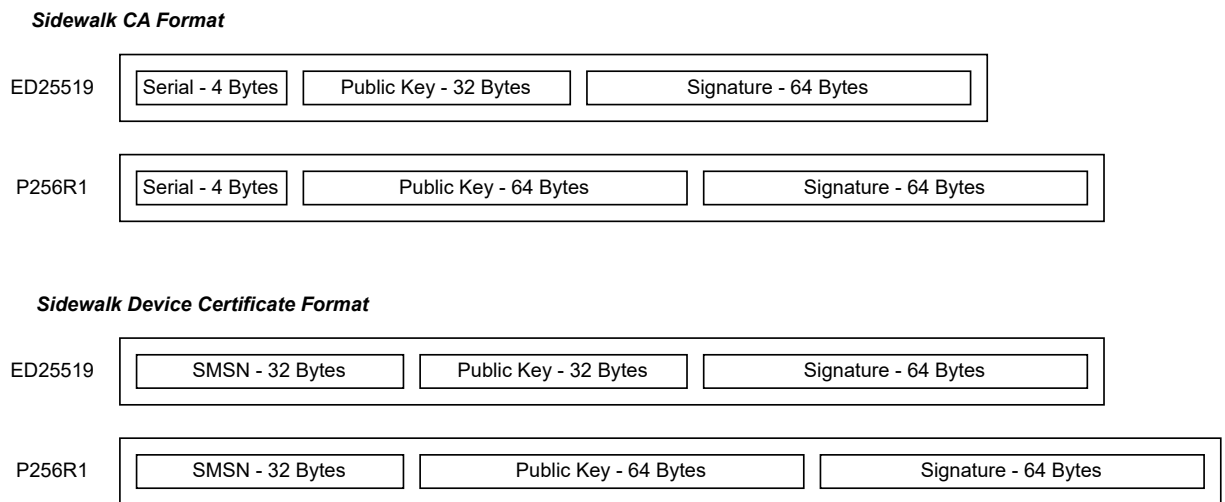 Sidewalk CA Format
ED25519 Serial - 4 Bytes Public Key - 32 Bytes Signature - 64 Bytes
P256R1 Serial - 4 Bytes Public Key - 64 Bytes Signature - 64 Bytes
Sidewalk Device Certificate Format
ED25519 SMSN - 32 Bytes Public Key - 32 Bytes Signature - 64 Bytes
P256R1 SMSN - 32 Bytes Public Key - 64 Bytes Signature - 64 Bytes